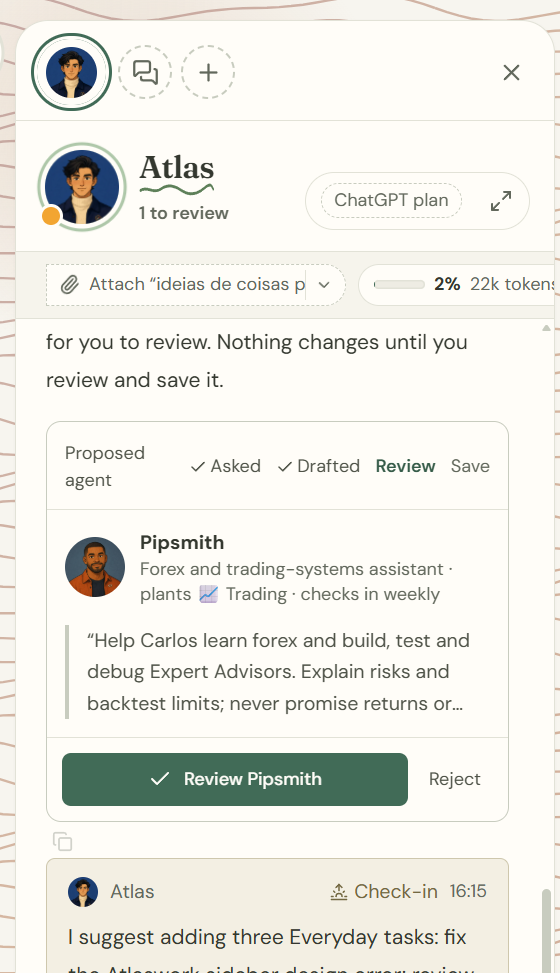 Atlas
1 to review
ChatGPT plan
Attach “ideias de coisas p
2% 22k tokens
for you to review. Nothing changes until you
review and save it.
Proposed
agent
Asked Drafted Review Save
Pipsmith
Forex and trading-systems assistant ·
plants 📈 Trading · checks in weekly
“Help Carlos learn forex and build, test and
debug Expert Advisors. Explain risks and
backtest limits; never promise returns or…
Review Pipsmith Reject
Atlas Check-in 16:15
I suggest adding three Everyday tasks: fix
the Atlaswork sidebar design error; review